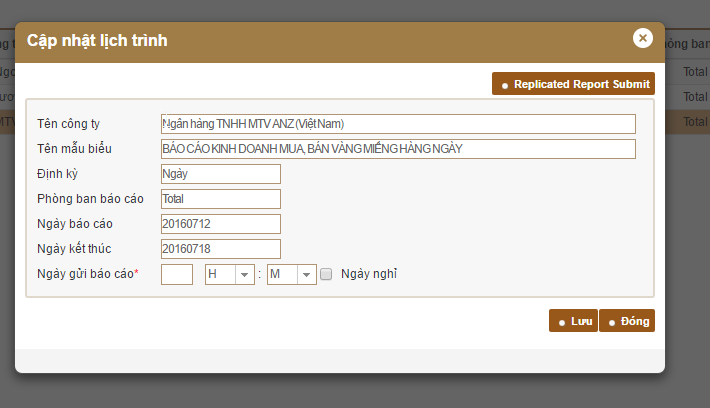 Cập nhật lịch trình
Replicated Report Submit
Tên công ty Ngân hàng TNHH MTV ANZ (Việt Nam)
Tên mẫu biểu BÁO CÁO KINH DOANH MUA, BÁN VÀNG MIẾNG HÀNG NGÀY
Định kỳ Ngày
Phòng ban báo cáo Total
Ngày báo cáo 20160712
Ngày kết thúc 20160718
Ngày gửi báo cáo* H : M Ngày nghỉ
Lưu Đóng
Total
Total
Total